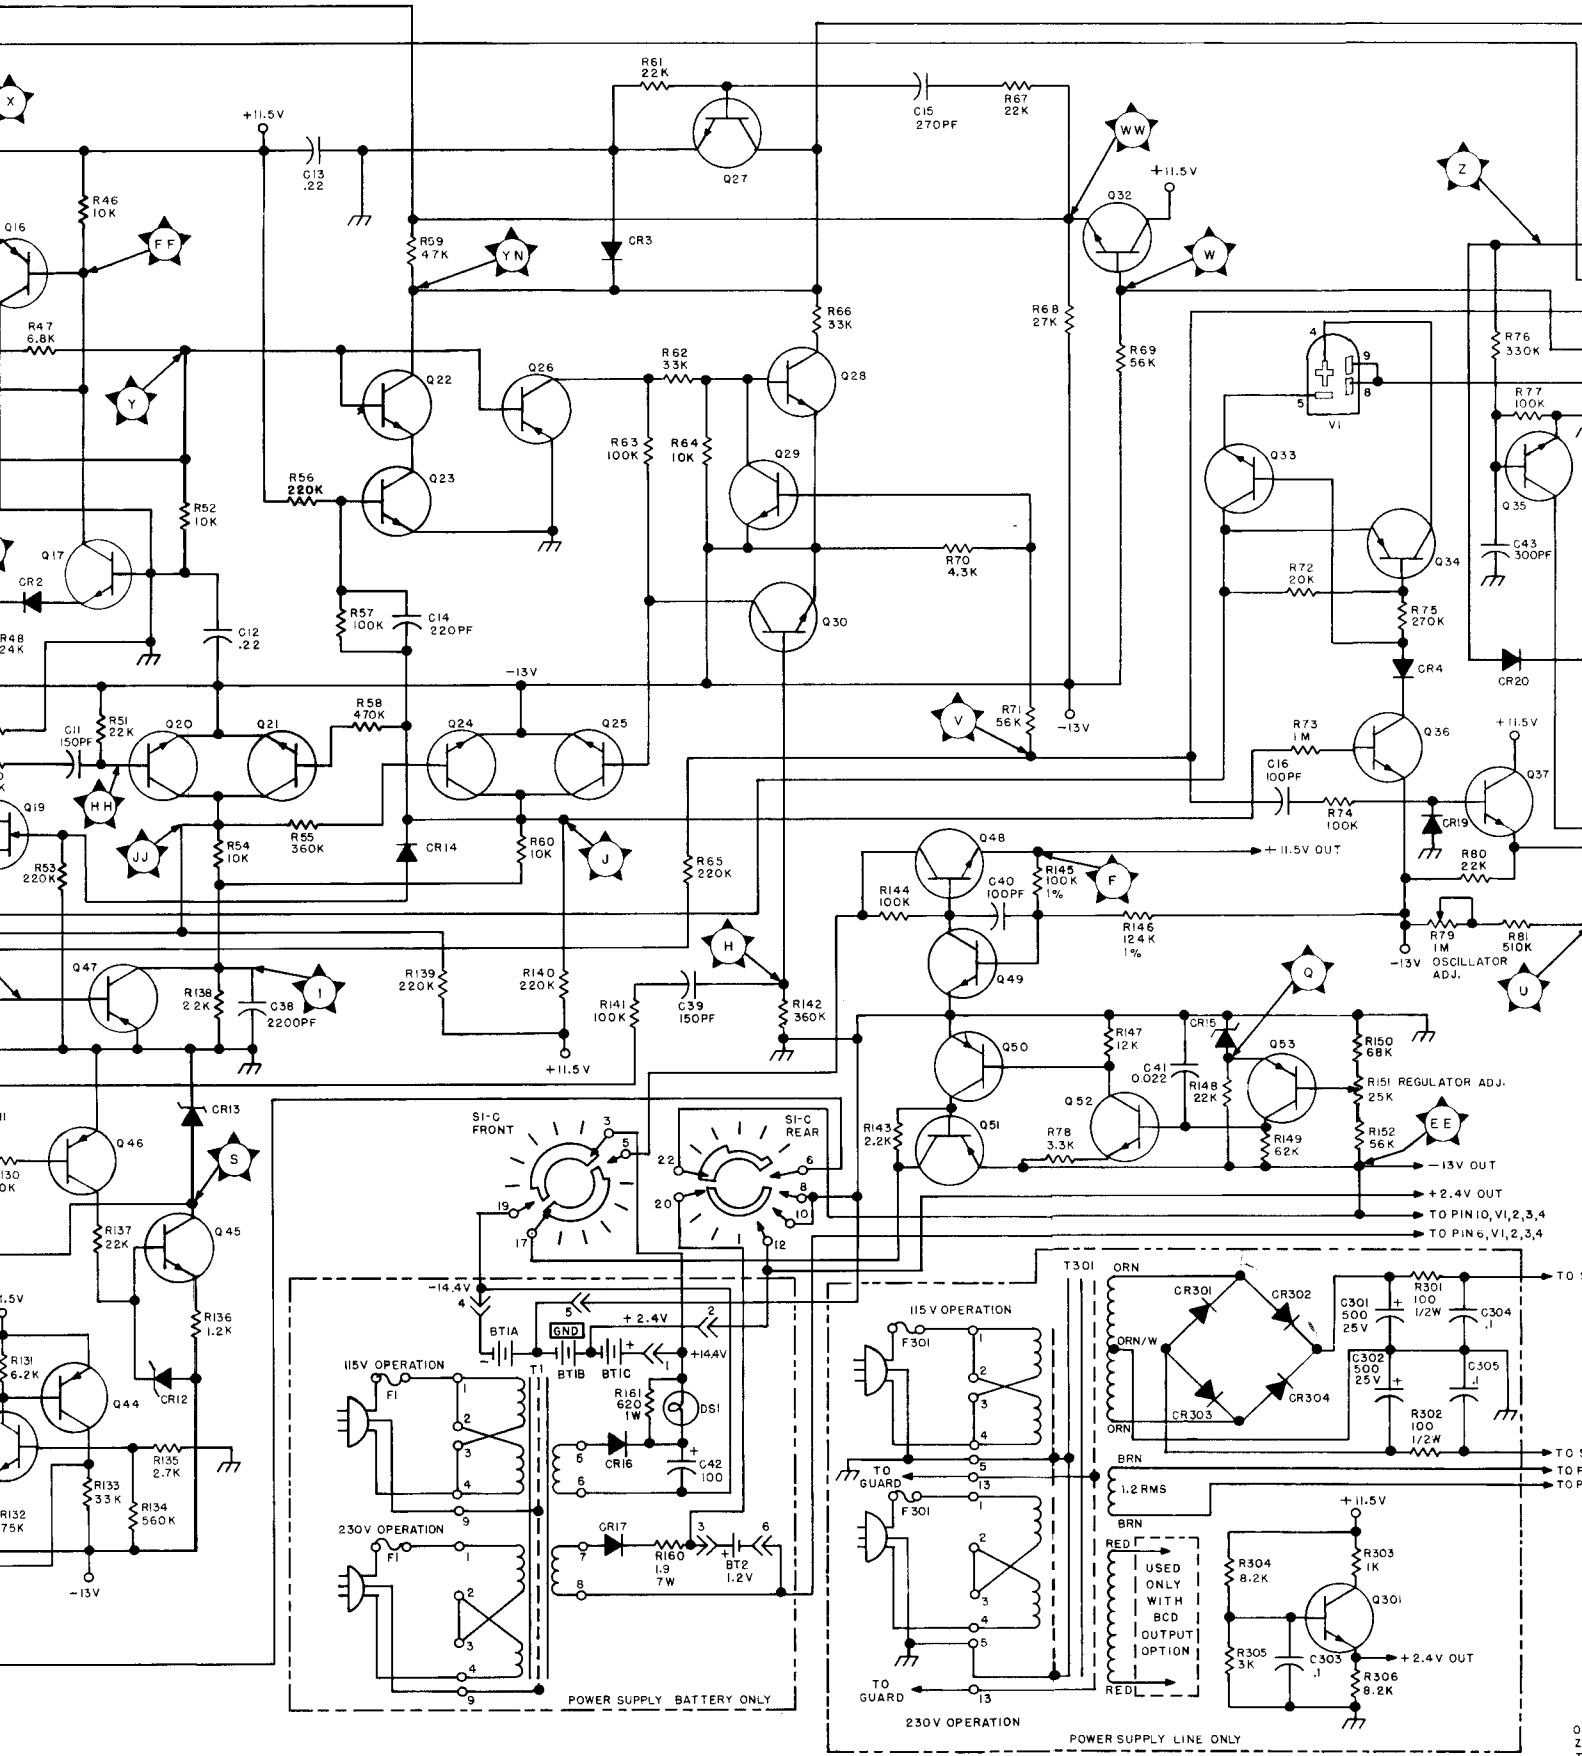 X
+11.5V
C13
.22
R61
22K
Q27
C15
270PF
R67
22K
WW
+11.5V
Q32
Z
R46
10K
Q16
FF
R59
47K
YN
CR3
W
R47
6.8K
Y
R66
33K
R68
27K
R69
56K
4
9
8
5
V1
R76
330K
R77
100K
Q22
Q26
R62
33K
Q28
R63
100K
R64
10K
Q29
Q33
Q35
R56
220K
Q23
R52
10K
Q17
CR2
R48
24K
R57
100K
C14
220PF
R70
4.3K
Q30
R72
20K
Q34
C43
300PF
R75
270K
C12
.22
CR4
CR20
-13V
C11
150PF
R51
22K
Q20
Q21
R58
470K
Q24
Q25
V
R71
56K
-13V
R73
1M
Q36
+11.5V
C16
100PF
Q37
Q19
HH
JJ
R54
10K
R55
360K
CR14
R60
10K
J
R65
220K
Q48
+11.5V OUT
R74
100K
CR19
R80
22K
R53
220K
R144
100K
C40
100PF
R145
100K
1%
F
R146
124K
1%
R79
1M
OSCILLATOR
ADJ.
R81
510K
-13V
Q47
I
R138
2.2K
C38
2200PF
R139
220K
R140
220K
H
R141
100K
C39
150PF
R142
360K
Q49
Q
U
+11.5V
Q50
R147
12K
C41
0.022
CR15
R148
22K
Q53
R150
68K
R151 REGULATOR ADJ.
25K
CR13
Q46
S
S1-C
FRONT
3
5
19
17
S1-C
REAR
22
20
6
8
10
12
R143
2.2K
Q51
R78
3.3K
Q52
R149
62K
R152
56K
EE
-13V OUT
+2.4V OUT
TO PIN 10, V1,2,3,4
TO PIN 6, V1,2,3,4
R137
22K
Q45
R136
1.2K
R131
6.2K
Q44
CR12
R135
2.7K
R133
33K
R134
560K
R132
75K
-13V
-14.4V
4
5
2
+2.4V
BT1A
GND
BT1B
BT1C
1
+14.4V
115V OPERATION
F1
1
2
3
4
9
T1
R161
620
1W
DS1
6
CR16
6
C42
100
230V OPERATION
F1
1
2
3
4
9
7
CR17
R160
1.9
7W
3
6
BT2
1.2V
8
POWER SUPPLY BATTERY ONLY
115V OPERATION
F301
1
2
3
4
5
13
TO
GUARD
F301
1
2
3
4
5
13
TO
GUARD
230V OPERATION
T301
ORN
ORN/W
ORN
CR301
CR302
CR303
CR304
C301
500
25V
R301
100
1/2W
C304
.1
C302
500
25V
C305
.1
R302
100
1/2W
BRN
1.2 RMS
BRN
RED
USED
ONLY
WITH
BCD
OUTPUT
OPTION
RED
+11.5V
R304
8.2K
R303
1K
Q301
R305
3K
C303
.1
+2.4V OUT
R306
8.2K
POWER SUPPLY LINE ONLY